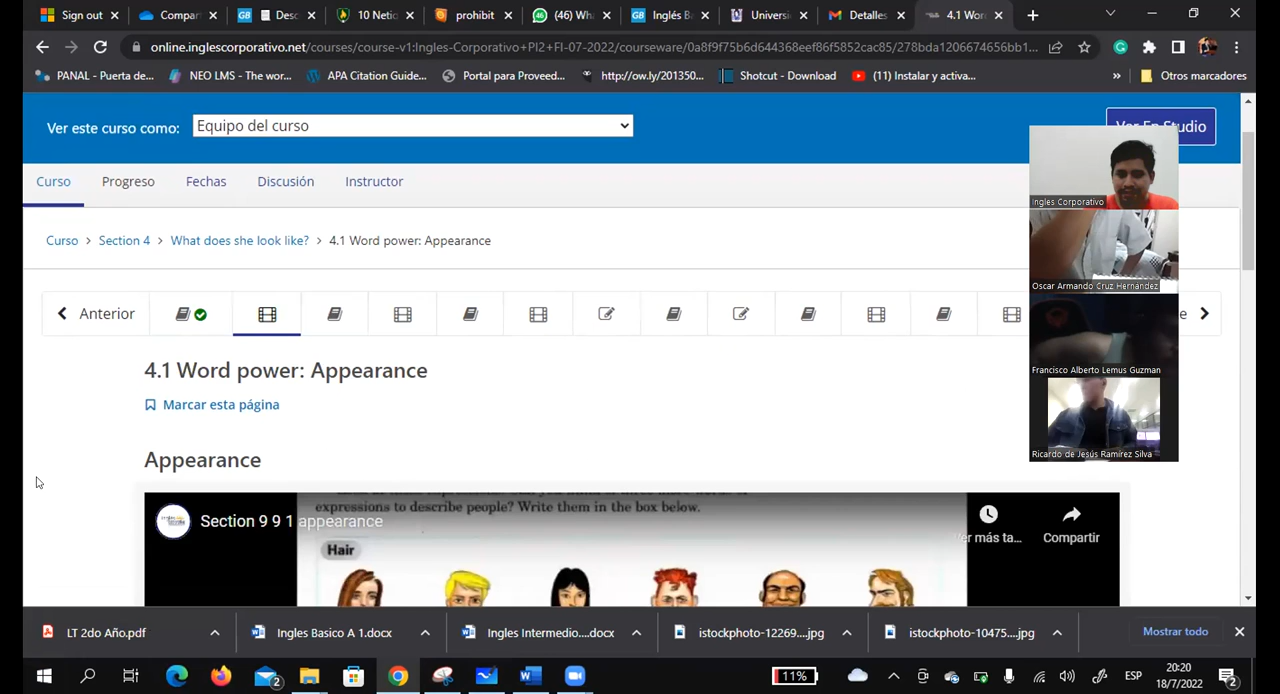 Sign out
Compar
Desc
10 Netic
prohibit
(46) Wha
Inglés Ba
Universi
Detalles
4.1 Wor
online.inglescorporativo.net/courses/course-v1:Ingles-Corporativo+PI2+FI-07-2022/courseware/0a8f9f75b6d644368eef86f5852cac85/278bda1206674656bb1...
PANAL - Puerta de...
NEO LMS - The wor...
APA Citation Guide...
Portal para Proveed...
http://ow.ly/201350...
Shotcut - Download
(11) Instalar y activa...
»
Otros marcadores
Ver este curso como:
Equipo del curso
Ver En Studio
Curso
Progreso
Fechas
Discusión
Instructor
Ingles Corporativo
Curso > Section 4 > What does she look like? > 4.1 Word power: Appearance
Oscar Armando Cruz Hernandez
Anterior
e
4.1 Word power: Appearance
Francisco Alberto Lemus Guzman
Marcar esta página
Ricardo de Jesús Ramírez Silva
Appearance
expressions to describe people? Write them in the box below.
Section 9 9 1 appearance
er más ta...
Compartir
Hair
LT 2do Año.pdf
Ingles Basico A 1.docx
Ingles Intermedio....docx
istockphoto-12269....jpg
istockphoto-10475....jpg
Mostrar todo
2
11%
ESP
20:20
18/7/2022
2